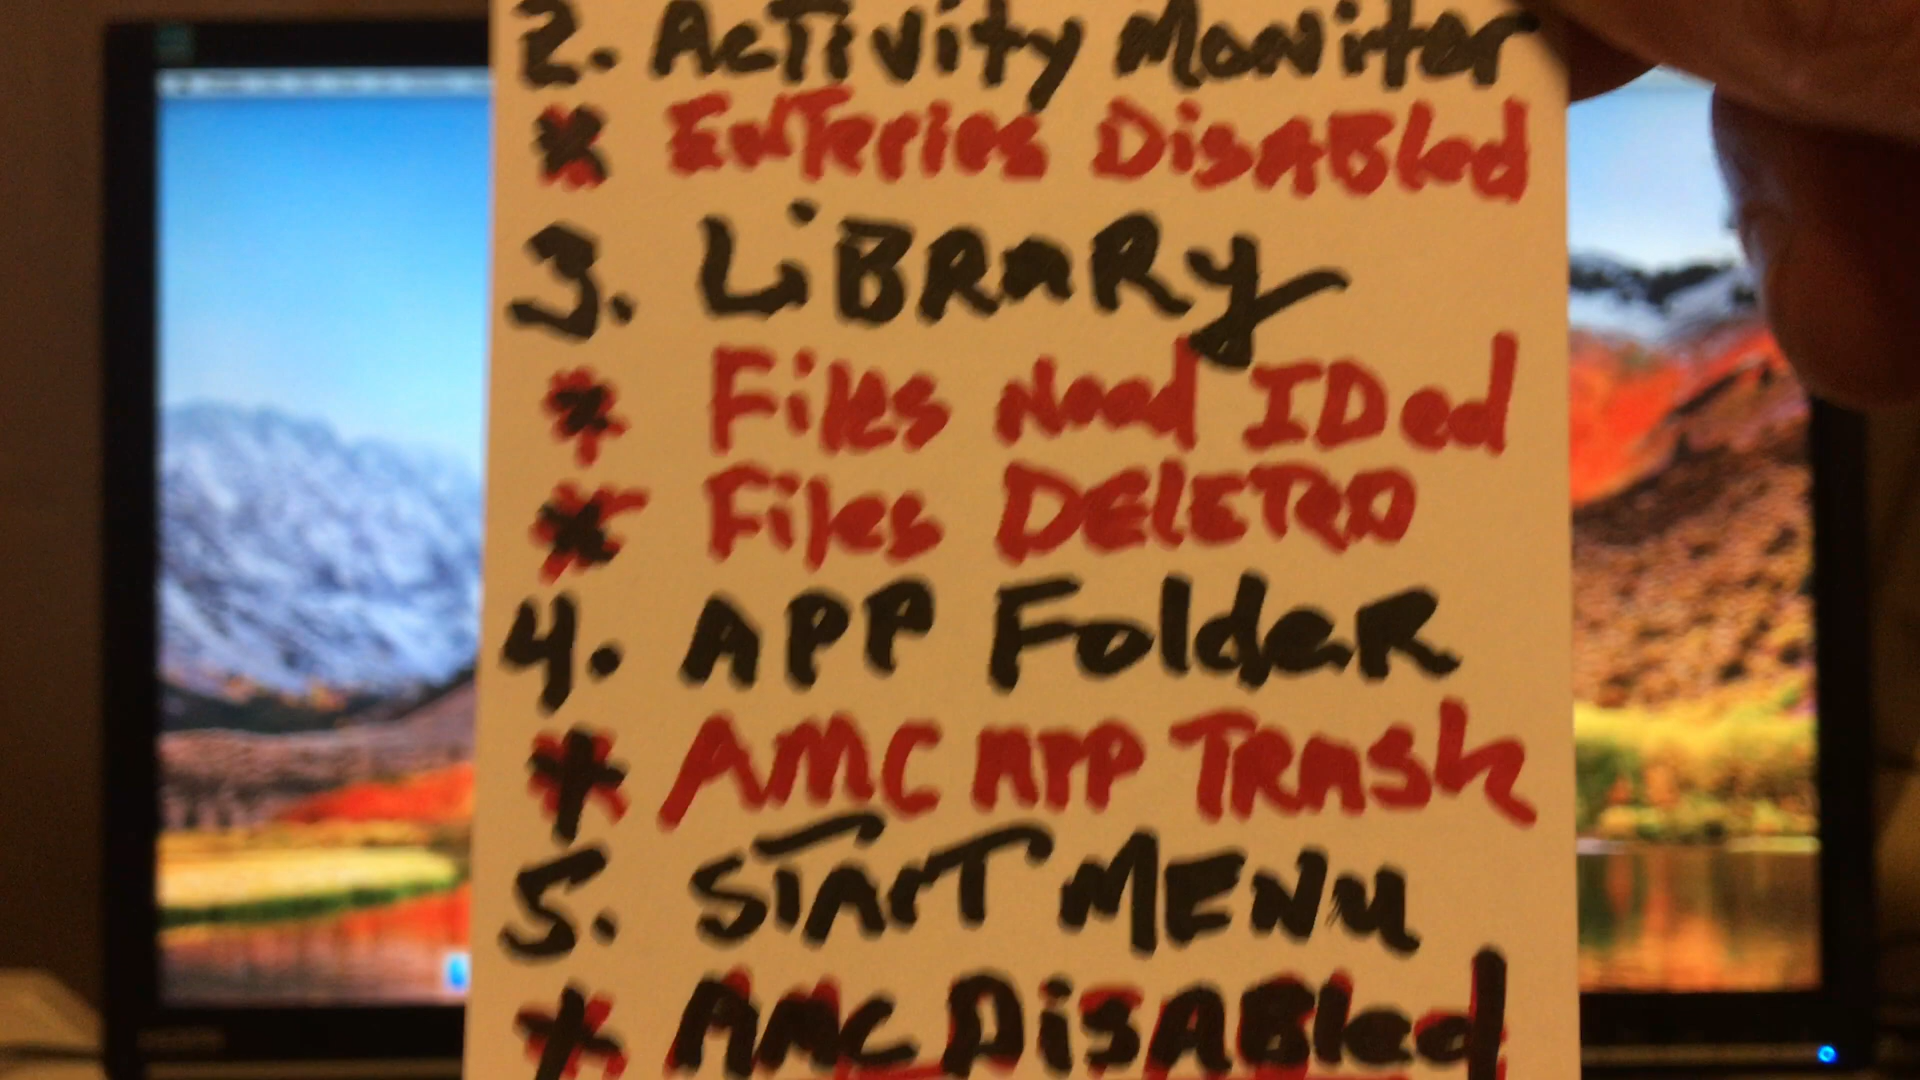 2. Activity Monitor
* Enteries DisABled
3. LiBRARy
* Files Need IDed
* Files DELETED
4. APP FoldeR
* AMC APP TRASh
5. START MENU
* AMC DisABled